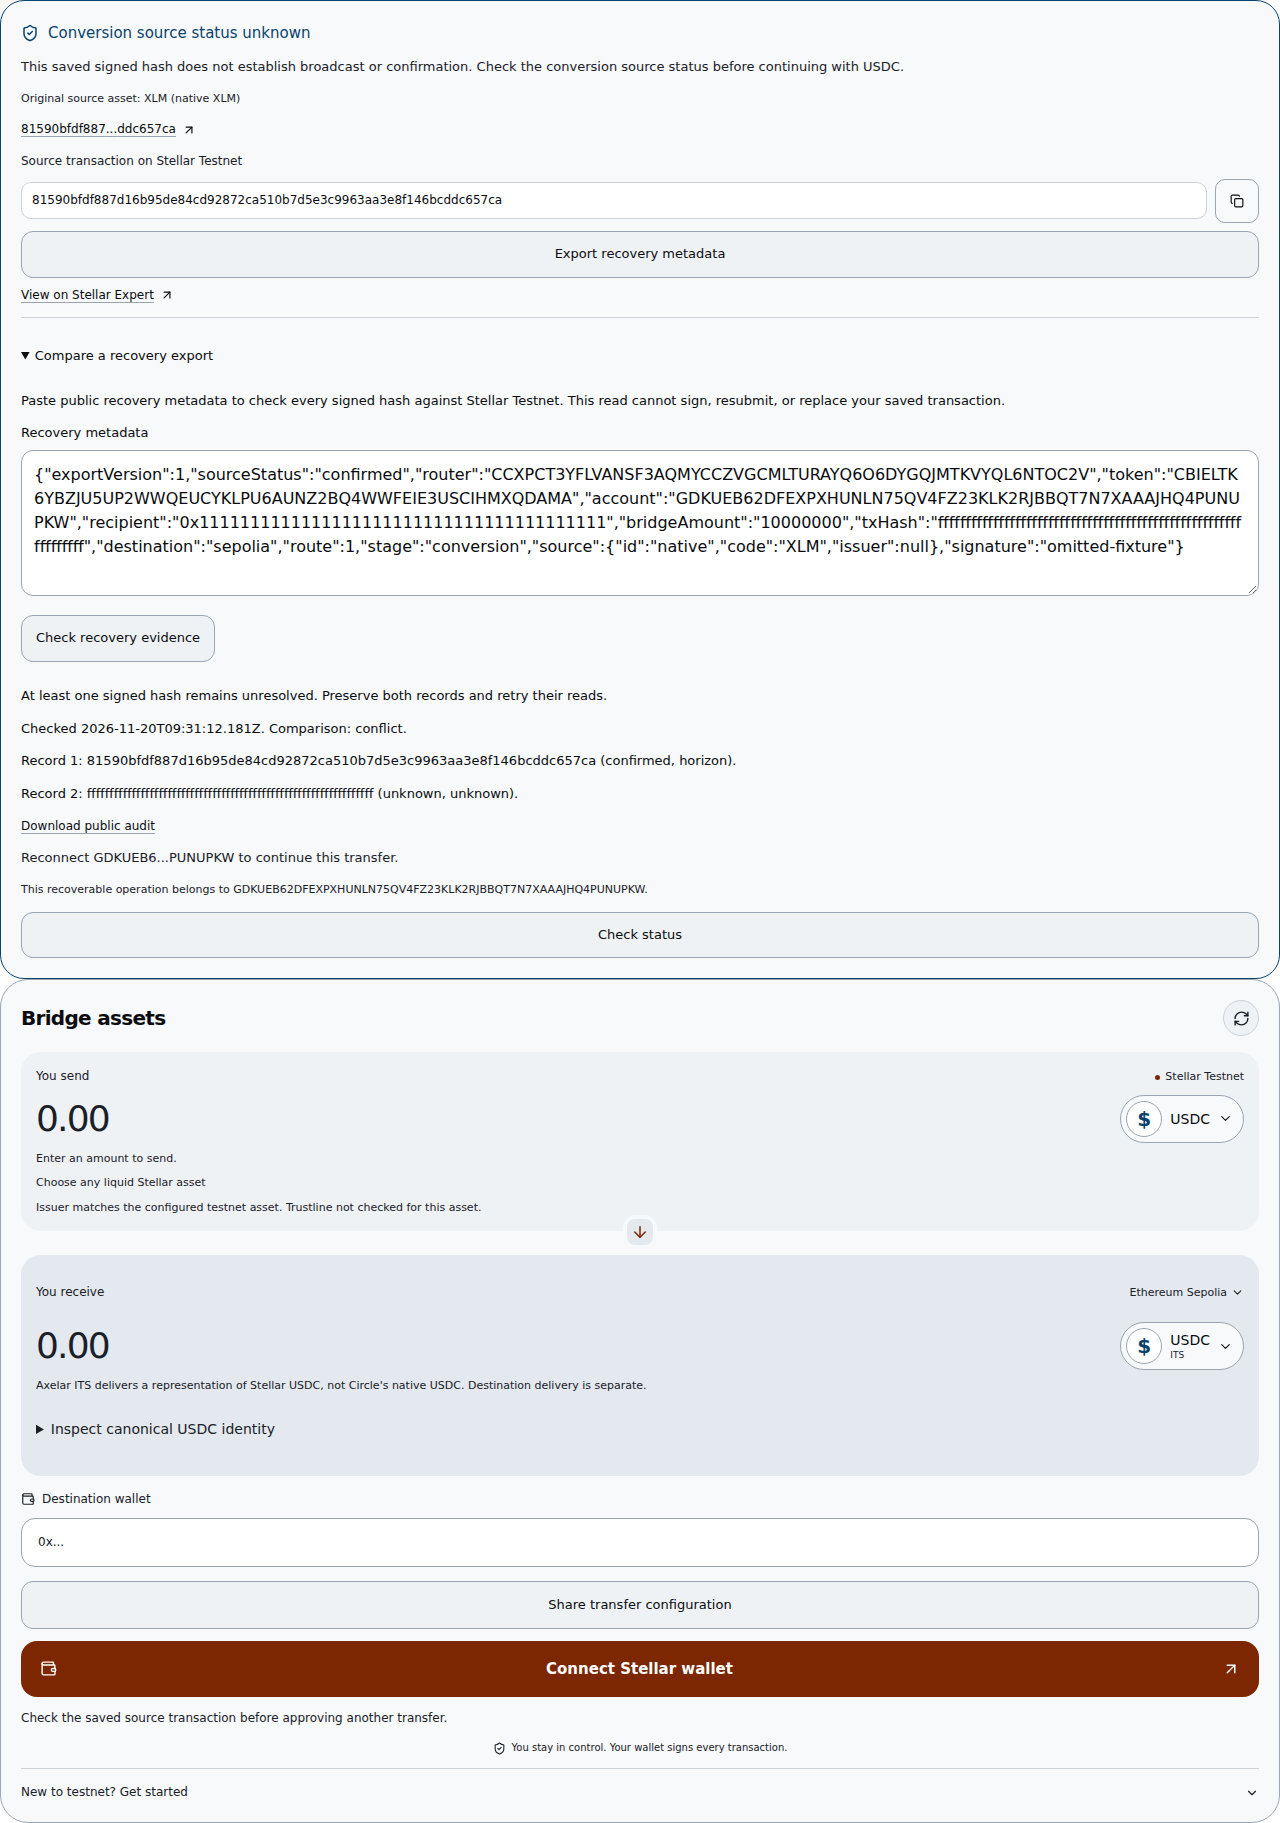 Conversion source status unknown
This saved signed hash does not establish broadcast or confirmation. Check the conversion source status before continuing with USDC.
Original source asset: XLM (native XLM)
81590bfdf887...ddc657ca
Source transaction on Stellar Testnet
81590bfdf887d16b95de84cd92872ca510b7d5e3c9963aa3e8f146bcddc657ca
Export recovery metadata
View on Stellar Expert
Compare a recovery export
Paste public recovery metadata to check every signed hash against Stellar Testnet. This read cannot sign, resubmit, or replace your saved transaction.
Recovery metadata
{"exportVersion":1,"sourceStatus":"confirmed","router":"CCXPCT3YFLVANSF3AQMYCCZVGCMLTURAYQ6O6DYGQJMTKVYQL6NTOC2V","token":"CBIELTK
6YBZJU5UP2WWQEUCYKLPU6AUNZ2BQ4WWFEIE3USCIHMXQDAMA","account":"GDKUEB62DFEXPXHUNLN75QV4FZ23KLK2RJBBQT7N7XAAAJHQ4PUNU
PKW","recipient":"0x1111111111111111111111111111111111111111","bridgeAmount":"10000000","txHash":"fffffffffffffffffffffffffffffffffffffffffffffffffffffff
fffffffff","destination":"sepolia","route":1,"stage":"conversion","source":{"id":"native","code":"XLM","issuer":null},"signature":"omitted-fixture"}
Check recovery evidence
At least one signed hash remains unresolved. Preserve both records and retry their reads.
Checked 2026-11-20T09:31:12.181Z. Comparison: conflict.
Record 1: 81590bfdf887d16b95de84cd92872ca510b7d5e3c9963aa3e8f146bcddc657ca (confirmed, horizon).
Record 2: ffffffffffffffffffffffffffffffffffffffffffffffffffffffffffffffff (unknown, unknown).
Download public audit
Reconnect GDKUEB6...PUNUPKW to continue this transfer.
This recoverable operation belongs to GDKUEB62DFEXPXHUNLN75QV4FZ23KLK2RJBBQT7N7XAAAJHQ4PUNUPKW.
Check status
Bridge assets
You send
Stellar Testnet
0.00
$ USDC
Enter an amount to send.
Choose any liquid Stellar asset
Issuer matches the configured testnet asset. Trustline not checked for this asset.
You receive
Ethereum Sepolia
0.00
$ USDC
ITS
Axelar ITS delivers a representation of Stellar USDC, not Circle's native USDC. Destination delivery is separate.
Inspect canonical USDC identity
Destination wallet
0x...
Share transfer configuration
Connect Stellar wallet
Check the saved source transaction before approving another transfer.
You stay in control. Your wallet signs every transaction.
New to testnet? Get started